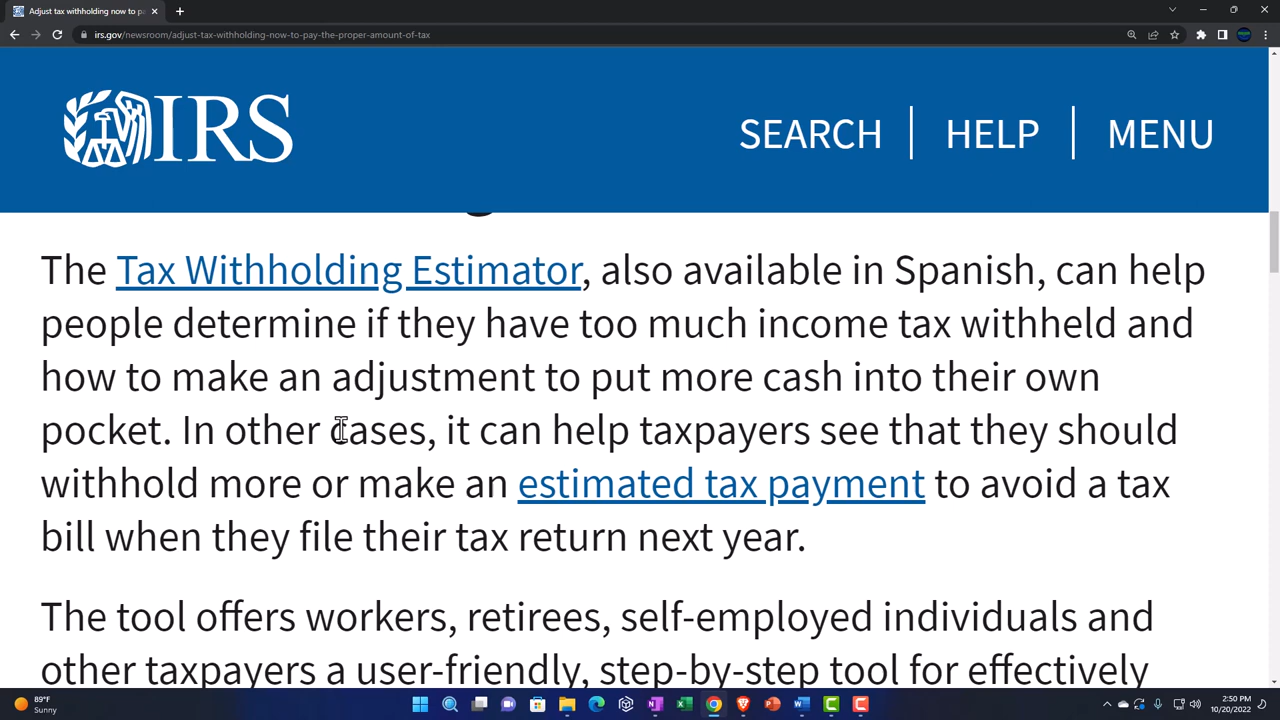 Adjust tax withholding now to pa
irs.gov/newsroom/adjust-tax-withholding-now-to-pay-the-proper-amount-of-tax
IRS
SEARCH
HELP
MENU
The Tax Withholding Estimator, also available in Spanish, can help
people determine if they have too much income tax withheld and
how to make an adjustment to put more cash into their own
pocket. In other cases, it can help taxpayers see that they should
withhold more or make an estimated tax payment to avoid a tax
bill when they file their tax return next year.
The tool offers workers, retirees, self-employed individuals and
other taxpayers a user-friendly, step-by-step tool for effectively
89°F
Sunny
2:50 PM
10/20/2022